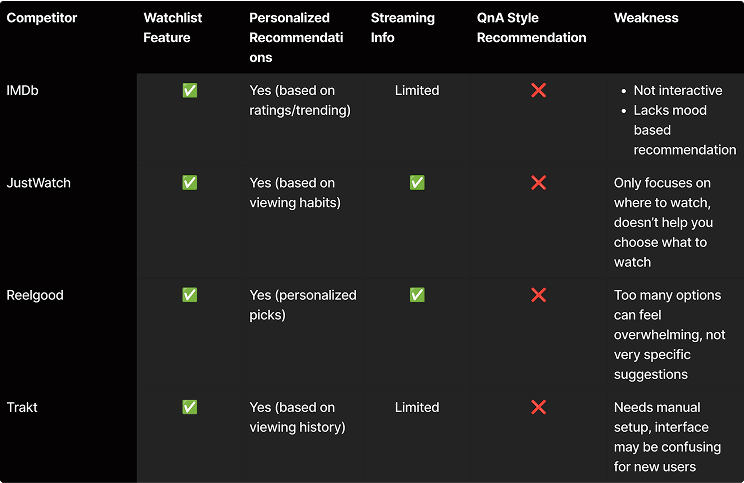 Competitor
Watchlist
Feature
Personalized
Recommendati
ons
Streaming
Info
QnA Style
Recommendation
Weakness
IMDb
✅
Yes (based on
ratings/trending)
Limited
❌
• Not interactive
• Lacks mood
based
recommendation
JustWatch
✅
Yes (based on
viewing habits)
✅
❌
Only focuses on
where to watch,
doesn’t help you
choose what to
watch
Reelgood
✅
Yes (personalized
picks)
✅
❌
Too many options
can feel
overwhelming, not
very specific
suggestions
Trakt
✅
Yes (based on
viewing history)
Limited
❌
Needs manual
setup, interface
may be confusing
for new users